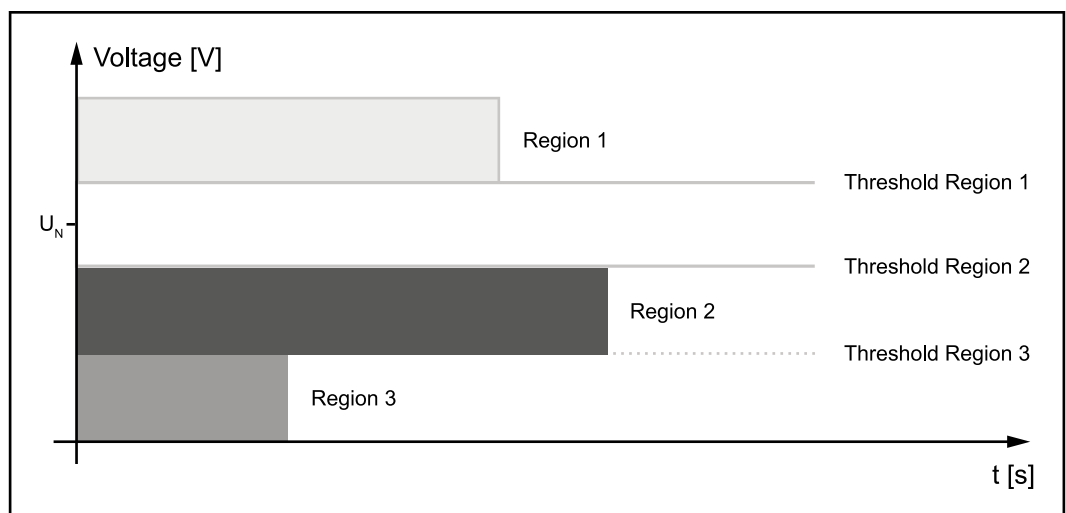 Voltage [V]
Region 1
Threshold Region 1
U_N
Threshold Region 2
Region 2
Threshold Region 3
Region 3
t [s]